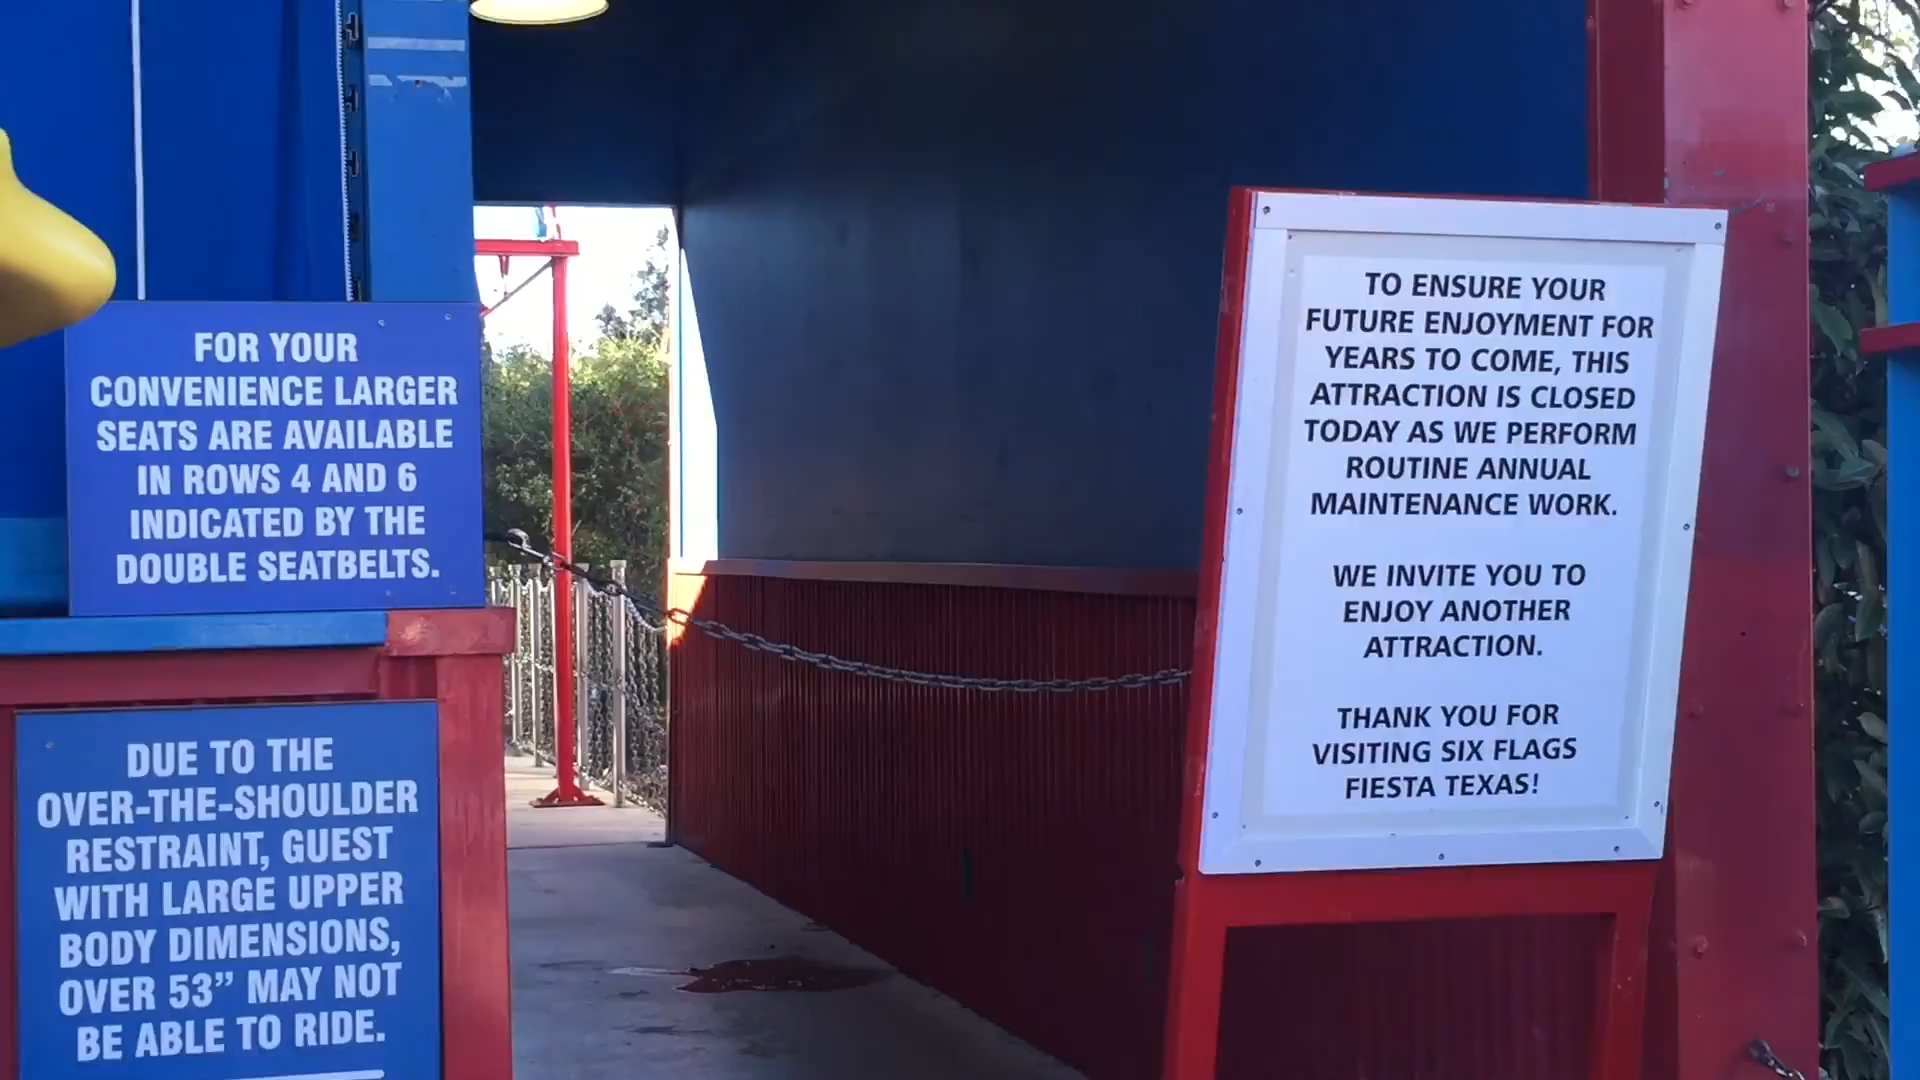 FOR YOUR
CONVENIENCE LARGER
SEATS ARE AVAILABLE
IN ROWS 4 AND 6
INDICATED BY THE
DOUBLE SEATBELTS.
DUE TO THE
OVER-THE-SHOULDER
RESTRAINT, GUEST
WITH LARGE UPPER
BODY DIMENSIONS,
OVER 53” MAY NOT
BE ABLE TO RIDE.
TO ENSURE YOUR
FUTURE ENJOYMENT FOR
YEARS TO COME, THIS
ATTRACTION IS CLOSED
TODAY AS WE PERFORM
ROUTINE ANNUAL
MAINTENANCE WORK.
WE INVITE YOU TO
ENJOY ANOTHER
ATTRACTION.
THANK YOU FOR
VISITING SIX FLAGS
FIESTA TEXAS!